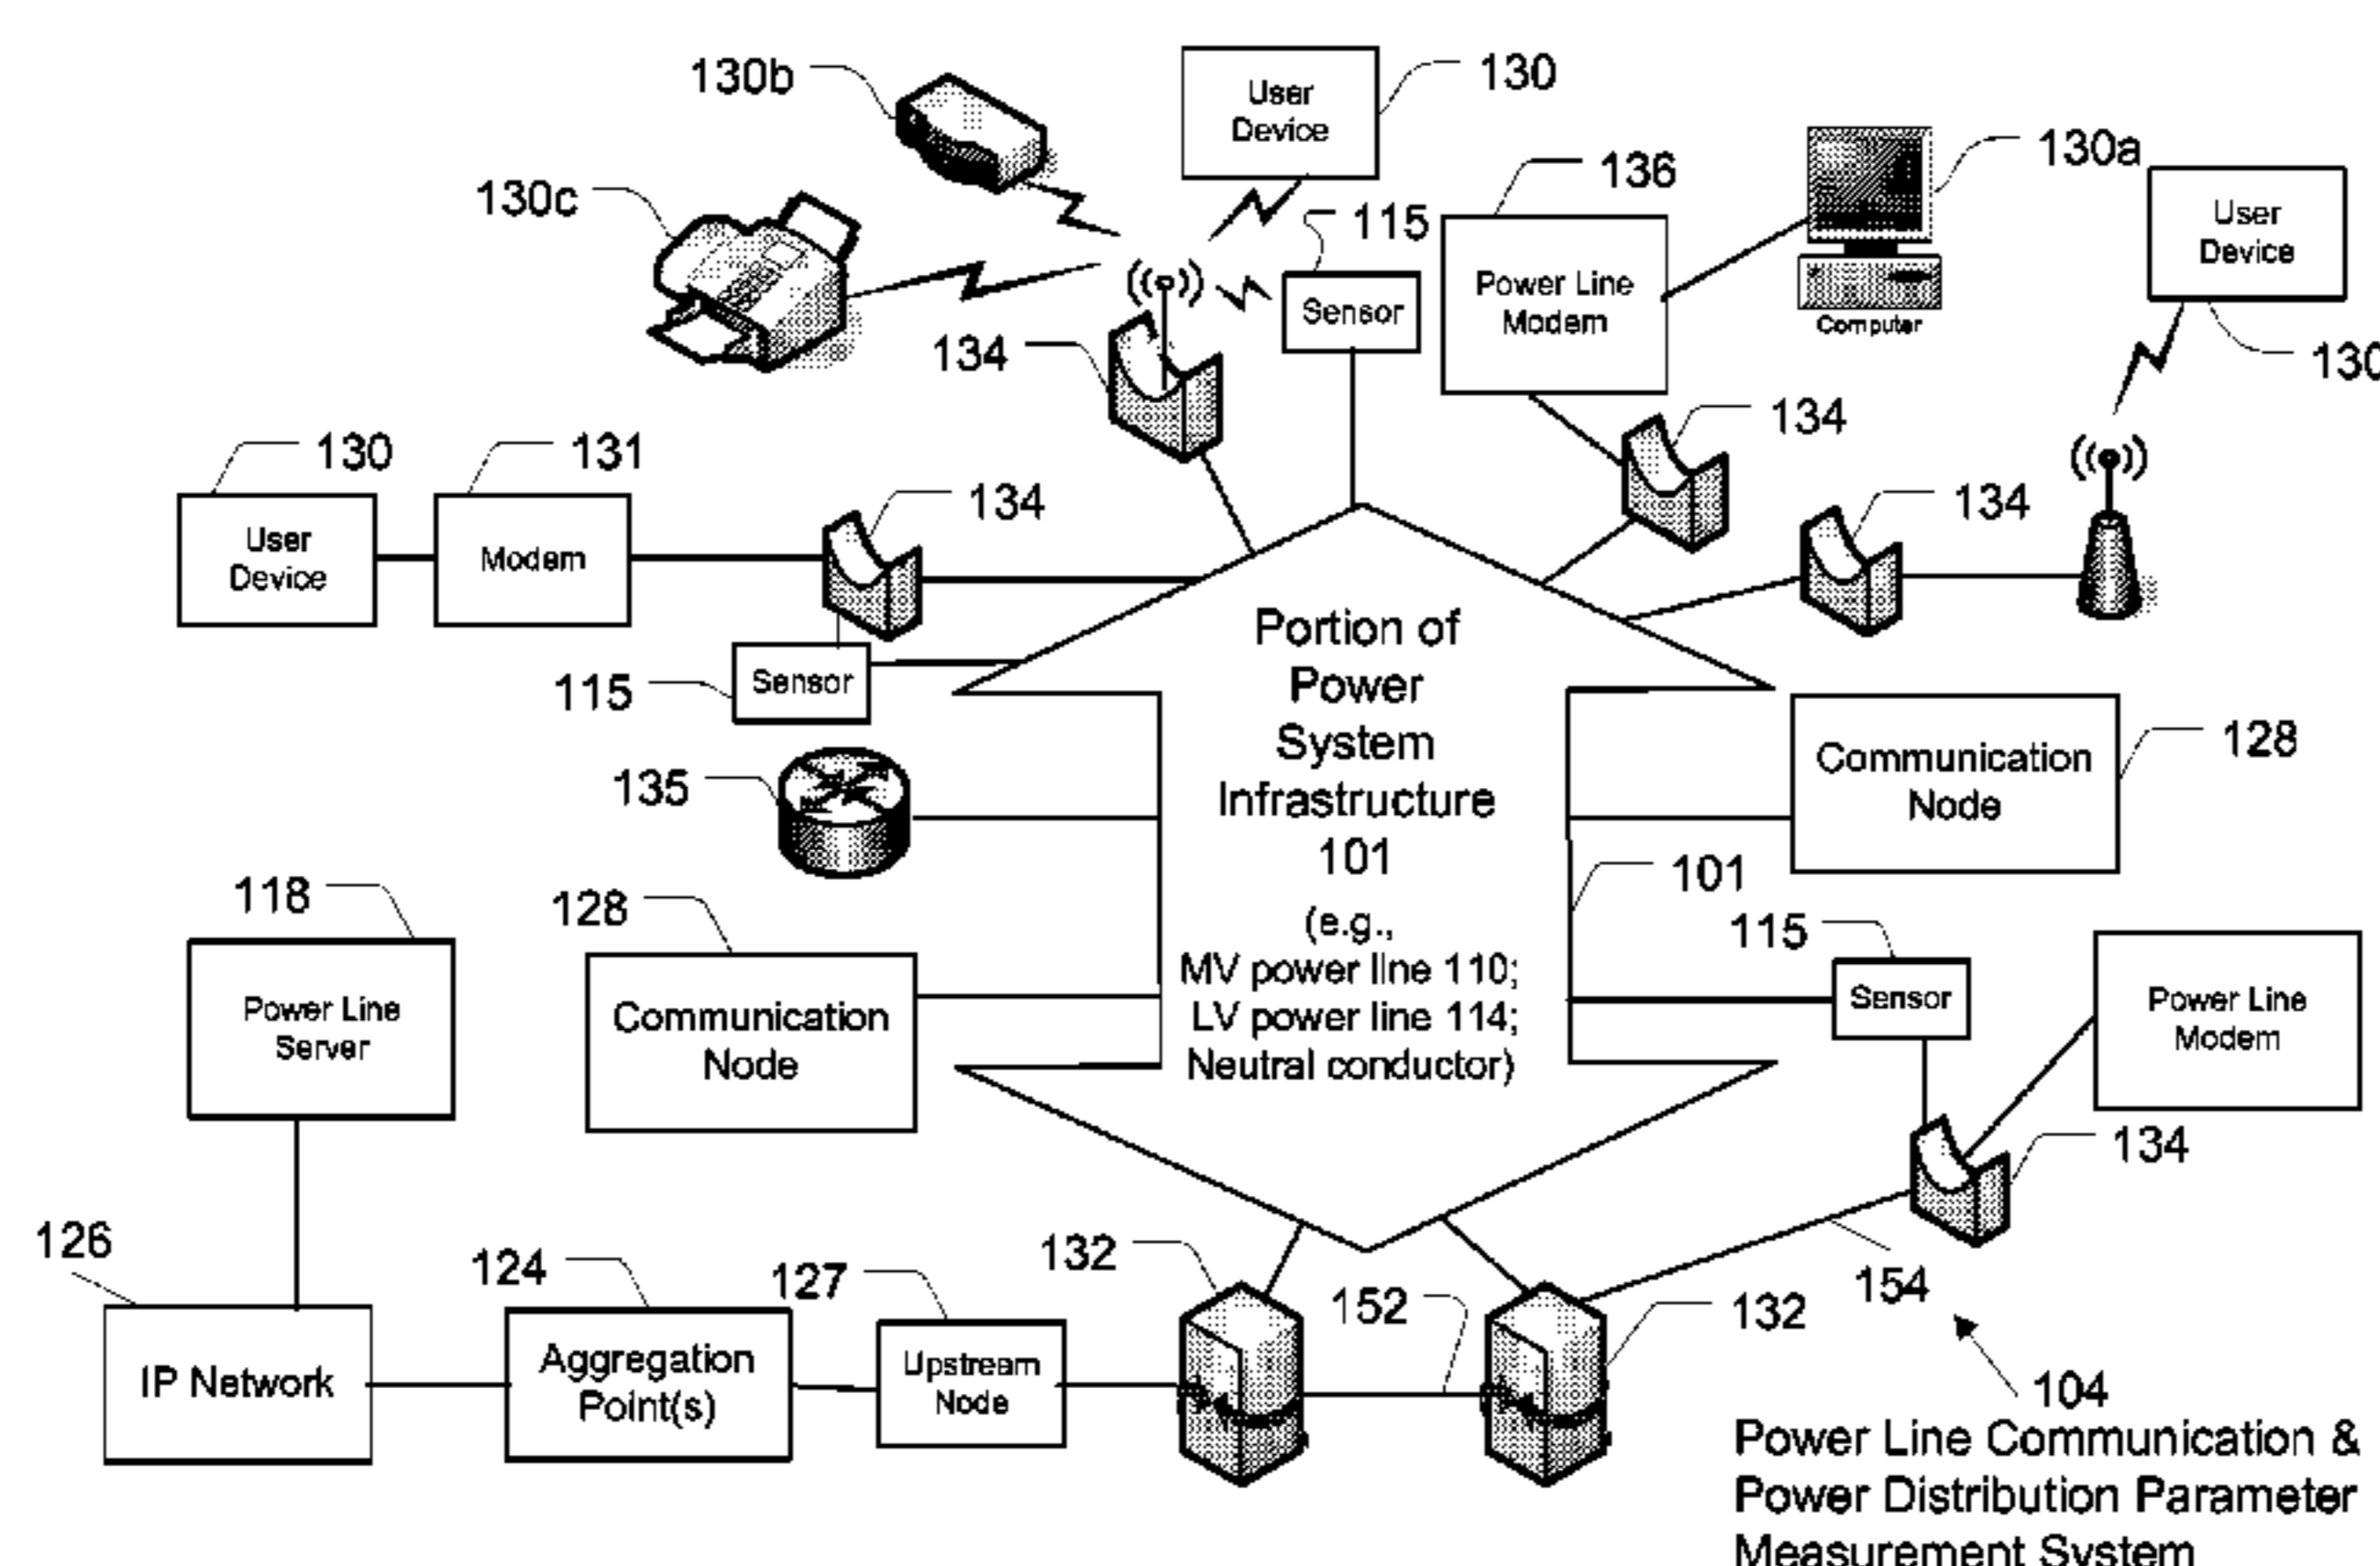 130b
User
Device
130
130c
115
136
130a
User
Device
Sensor
Power Line
Modem
Computer
134
134
130
130
131
134
134
User
Device
Modem
Sensor
115
Portion of
Power
System
Infrastructure
101
(e.g.,
MV power line 110;
LV power line 114;
Neutral conductor)
135
Communication
Node
128
101
118
128
115
Power Line
Server
Communication
Node
Sensor
Power Line
Modem
134
126
124
127
132
152
154
132
IP Network
Aggregation
Point(s)
Upstream
Node
104
Power Line Communication &
Power Distribution Parameter
Measurement System